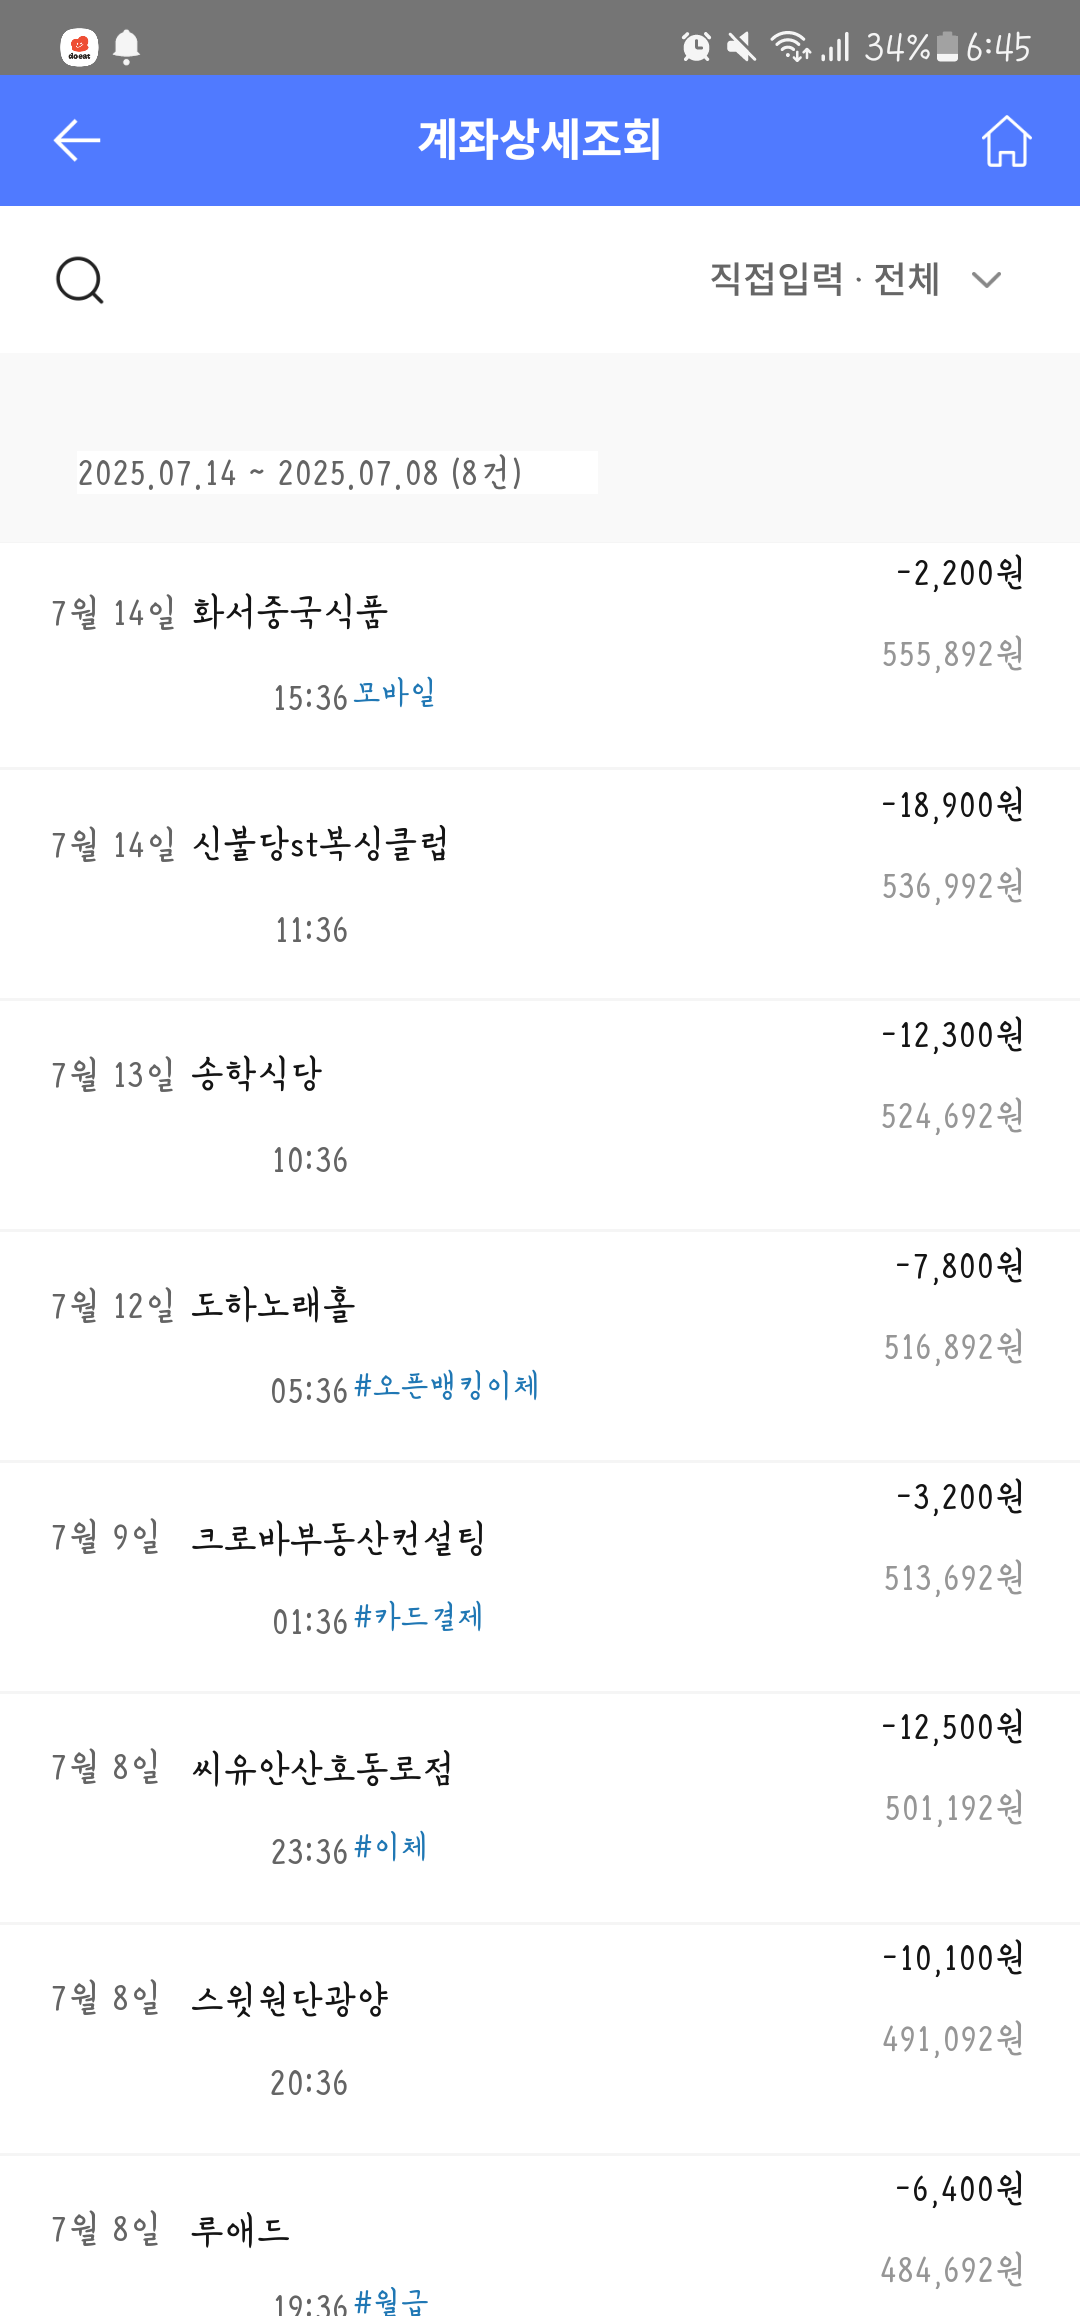 doeat
34% 6:45
계좌상세조회
직접입력 · 전체
2025.07.14 ~ 2025.07.08 (8건)
-2,200원
7월 14일 화서중국식품
555,892원
15:36 모바일
-18,900원
7월 14일 신불당st복싱클럽
536,992원
11:36
-12,300원
7월 13일 송학식당
524,692원
10:36
-7,800원
7월 12일 도하노래홀
516,892원
05:36 #오픈뱅킹이체
-3,200원
7월 9일 크로바부동산컨설팅
513,692원
01:36 #카드결제
-12,500원
7월 8일 씨유안산호동로점
501,192원
23:36 #이체
-10,100원
7월 8일 스윗원단광양
491,092원
20:36
-6,400원
7월 8일 루애드
484,692원
19:36 #월급